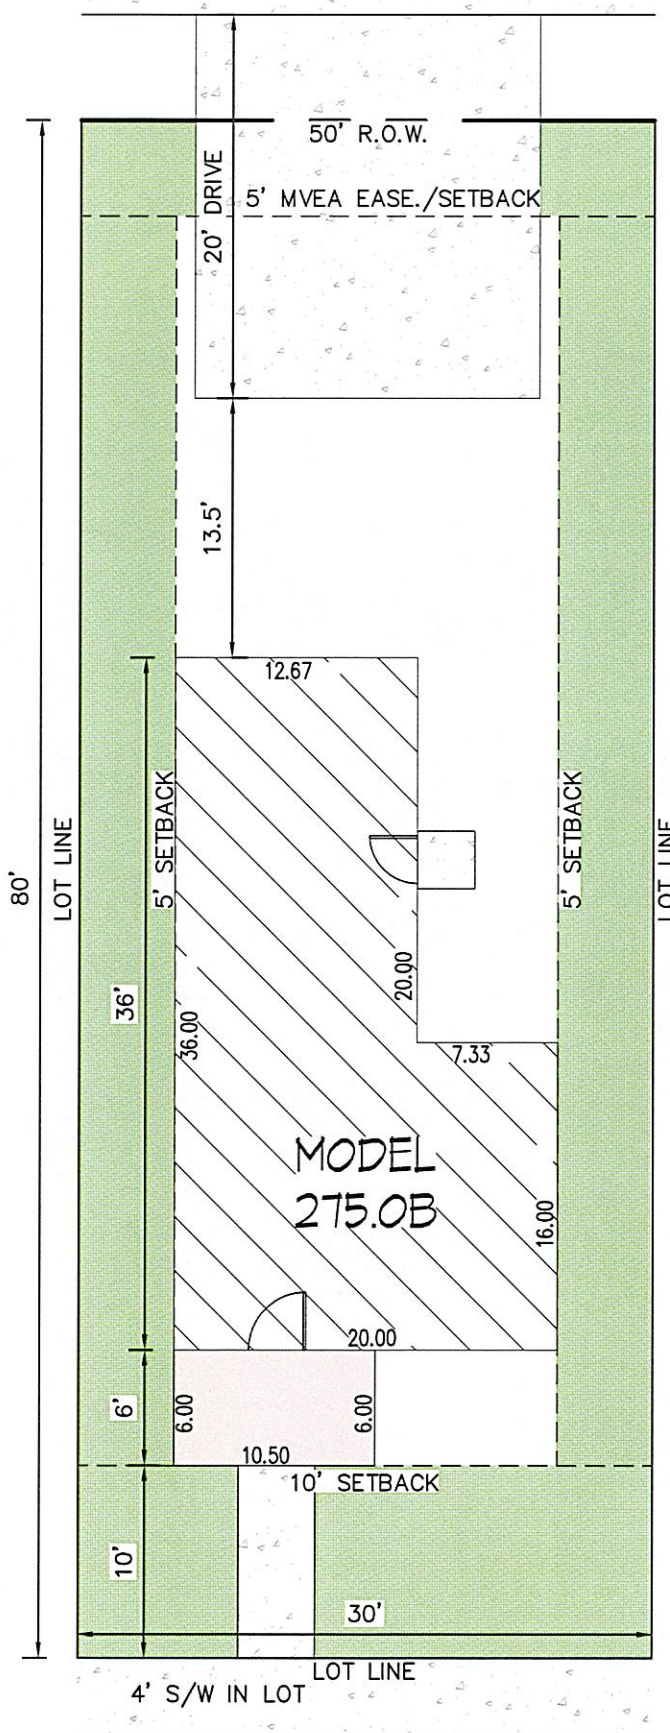 50' R.O.W.
20' DRIVE
5' MVEA EASE./SETBACK
13.5'
12.67
80'
LOT LINE
5' SETBACK
5' SETBACK
LOT LINE
36'
36.00
20.00
7.33
MODEL
275.0B
16.00
20.00
6'
6.00
6.00
10.50
10' SETBACK
10'
30'
LOT LINE
4' S/W IN LOT